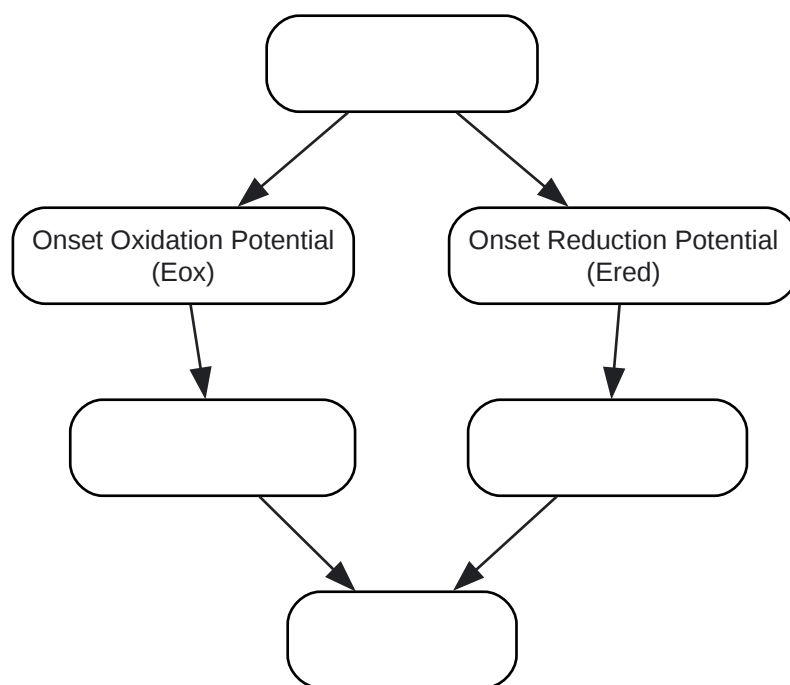 Onset Oxidation Potential
(Eox)
Onset Reduction Potential
(Ered)